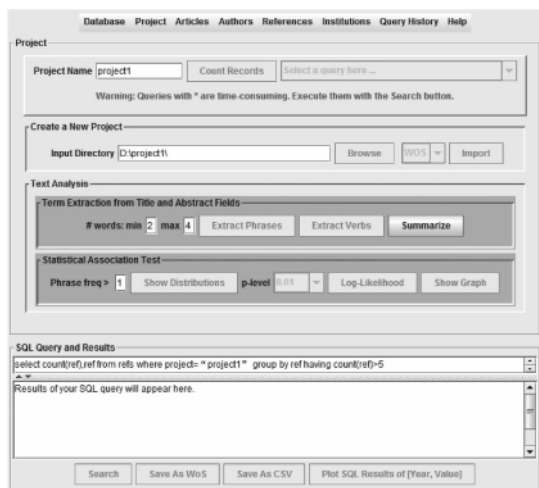 Database Project Articles Authors References Institutions Query History Help
Project
Project Name project1 Count Records Select a query here ...
Warning: Queries with * are time-consuming. Execute them with the Search button.
Create a New Project
Input Directory D:\project1\ Browse WOS Import
Text Analysis
Term Extraction from Title and Abstract Fields
# words: min 2 max 4 Extract Phrases Extract Verbs Summarize
Statistical Association Test
Phrase freq > 1 Show Distributions p-level 0.01 Log-Likelihood Show Graph
SQL Query and Results
select count(ref),ref from refs where project= "project1" group by ref having count(ref)>5
Results of your SQL query will appear here.
Search Save As WoS Save As CSV Plot SQL Results of [Year, Value]